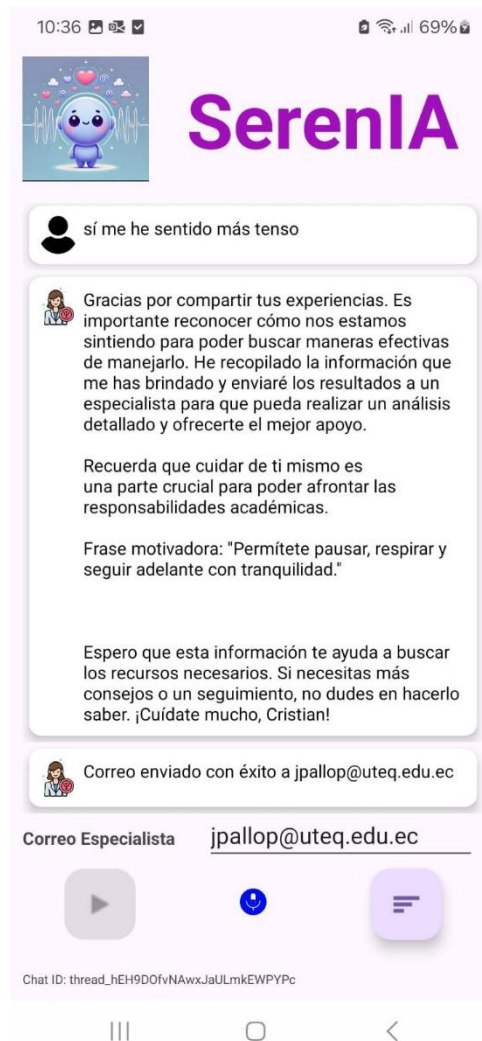 10:36
69%
SerenIA
sí me he sentido más tenso
Gracias por compartir tus experiencias. Es
importante reconocer cómo nos estamos
sintiendo para poder buscar maneras efectivas
de manejarlo. He recopilado la información que
me has brindado y enviaré los resultados a un
especialista para que pueda realizar un análisis
detallado y ofrecerte el mejor apoyo.
Recuerda que cuidar de ti mismo es
una parte crucial para poder afrontar las
responsabilidades académicas.
Frase motivadora: "Permítete pausar, respirar y
seguir adelante con tranquilidad."
Espero que esta información te ayuda a buscar
los recursos necesarios. Si necesitas más
consejos o un seguimiento, no dudes en hacerlo
saber. ¡Cuídate mucho, Cristian!
Correo enviado con éxito a jpallop@uteq.edu.ec
Correo Especialista jpallop@uteq.edu.ec
Chat ID: thread_hEH9DOfvNAwxJaULmkEWPYPc